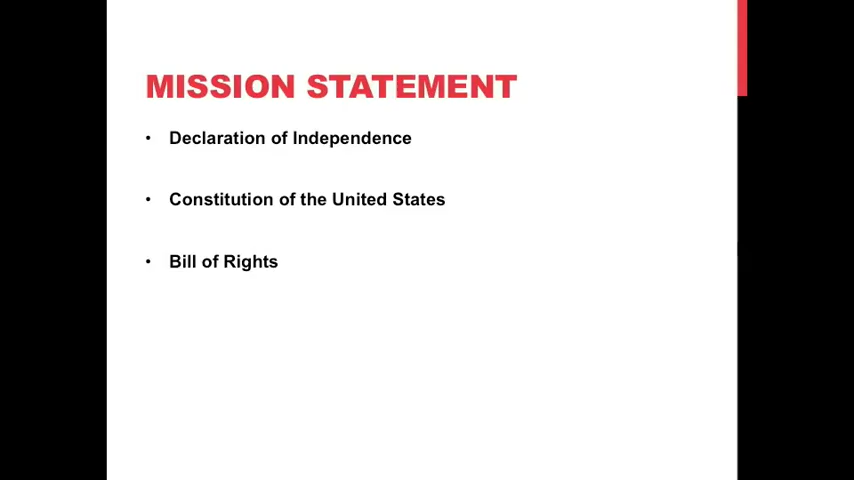 MISSION STATEMENT
• Declaration of Independence
• Constitution of the United States
• Bill of Rights